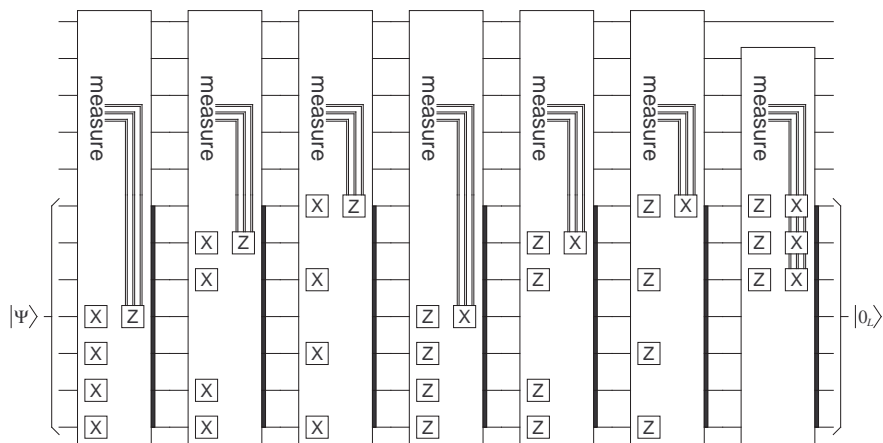 measure measure measure measure measure measure measure
X Z Z X Z X
X Z Z X Z X
X X Z Z Z X
|Ψ⟩ X Z Z X |0_L⟩
X X Z Z
X X Z Z
X X X Z Z Z